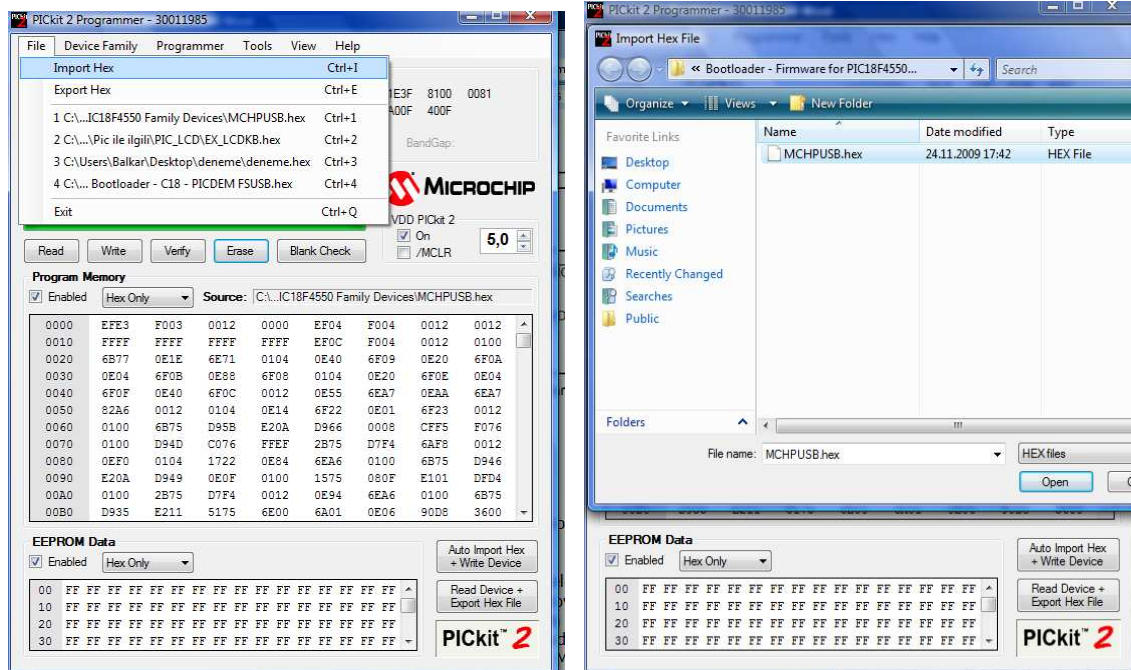 PICkit 2 Programmer - 30011985
File Device Family Programmer Tools View Help
Import Hex Ctrl+I
Export Hex Ctrl+E
1 C:\...IC18F4550 Family Devices\MCHPUSB.hex Ctrl+1
2 C:\...\Pic ile ilgili\PIC_LCD\EX_LCDKB.hex Ctrl+2
3 C:\Users\Balkar\Desktop\deneme\deneme.hex Ctrl+3
4 C:\... Bootloader - C18 - PICDEM FSUSB.hex Ctrl+4
Exit Ctrl+Q
1E3F 8100 0081
400F
BandGap:
MICROCHIP
VDD PICkit 2
On
/MCLR
5,0
Read Write Verify Erase Blank Check
Program Memory
Enabled Hex Only Source: C:\...IC18F4550 Family Devices\MCHPUSB.hex
0000 EFE3 F003 0012 0000 EF04 F004 0012 0012
0010 FFFF FFFF FFFF FFFF EF0C F004 0012 0100
0020 6B77 0E1E 6E71 0104 0E40 6F09 0E20 6F0A
0030 0E04 6F0B 0E88 6F08 0104 0E20 6F0E 0E04
0040 6F0F 0E40 6F0C 0012 0E55 6EA7 0EAA 6EA7
0050 82A6 0012 0104 0E14 6F22 0E01 6F23 0012
0060 0100 6B75 D95B E20A D966 0008 CFF5 F076
0070 0100 D94D C076 FFEF 2B75 D7F4 6AF8 0012
0080 0EF0 0104 1722 0E84 6EA6 0100 6B75 D946
0090 E20A D949 0E0F 0100 1575 080F E101 DFD4
00A0 0100 2B75 D7F4 0012 0E94 6EA6 0100 6B75
00B0 D935 E211 5175 6E00 6A01 0E06 90D8 3600
EEPROM Data
Enabled Hex Only
Auto Import Hex
+ Write Device
00 FF FF FF FF FF FF FF FF FF FF FF FF FF FF FF FF
10 FF FF FF FF FF FF FF FF FF FF FF FF FF FF FF FF
20 FF FF FF FF FF FF FF FF FF FF FF FF FF FF FF FF
30 FF FF FF FF FF FF FF FF FF FF FF FF FF FF FF FF
Read Device +
Export Hex File
PICkit™ 2
PICkit 2 Programmer - 30011985
Import Hex File
« Bootloader - Firmware for PIC18F4550... Search
Organize Views New Folder
Favorite Links
Desktop
Computer
Documents
Pictures
Music
Recently Changed
Searches
Public
Folders
Name Date modified Type
MCHPUSB.hex 24.11.2009 17:42 HEX File
File name: MCHPUSB.hex HEX files
Open
EEPROM Data
Enabled Hex Only
Auto Import Hex
+ Write Device
00 FF FF FF FF FF FF FF FF FF FF FF FF FF FF FF FF
10 FF FF FF FF FF FF FF FF FF FF FF FF FF FF FF FF
20 FF FF FF FF FF FF FF FF FF FF FF FF FF FF FF FF
30 FF FF FF FF FF FF FF FF FF FF FF FF FF FF FF FF
Read Device +
Export Hex File
PICkit™ 2